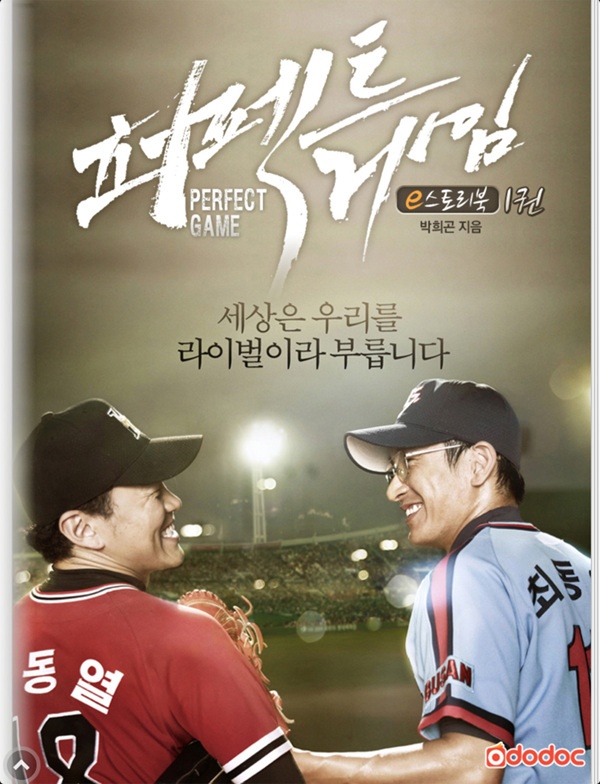 퍼펙트 게임
PERFECT
GAME
e스토리북 1권
박희곤 지음
세상은 우리를
라이벌이라 부릅니다
동열
18
최동
1
BUSAN
dodoc